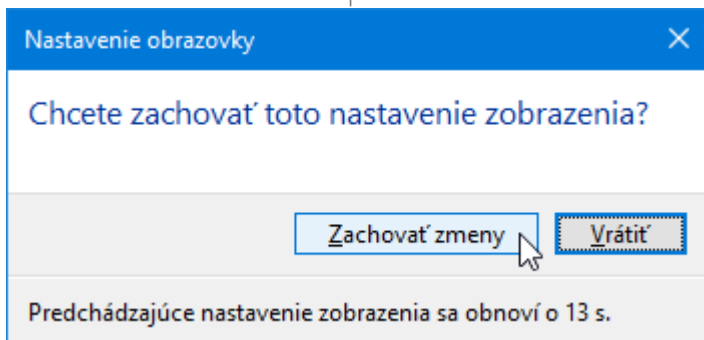 Nastavenie obrazovky
Chcete zachovať toto nastavenie zobrazenia?
Zachovať zmeny
Vrátiť
Predchádzajúce nastavenie zobrazenia sa obnoví o 13 s.